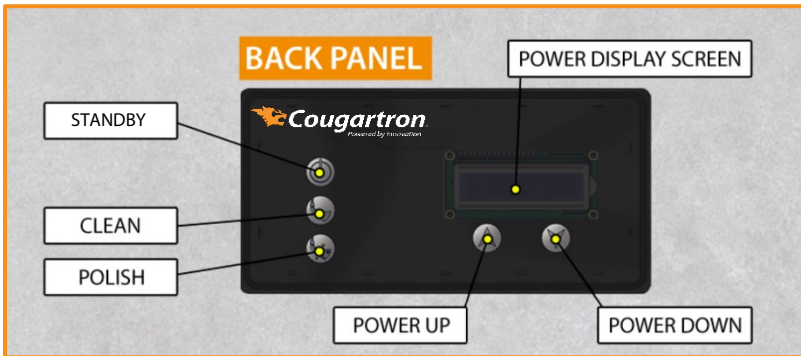 BACK PANEL
POWER DISPLAY SCREEN
STANDBY
Cougartron
Powered by Innovation
CLEAN
POLISH
POWER UP
POWER DOWN